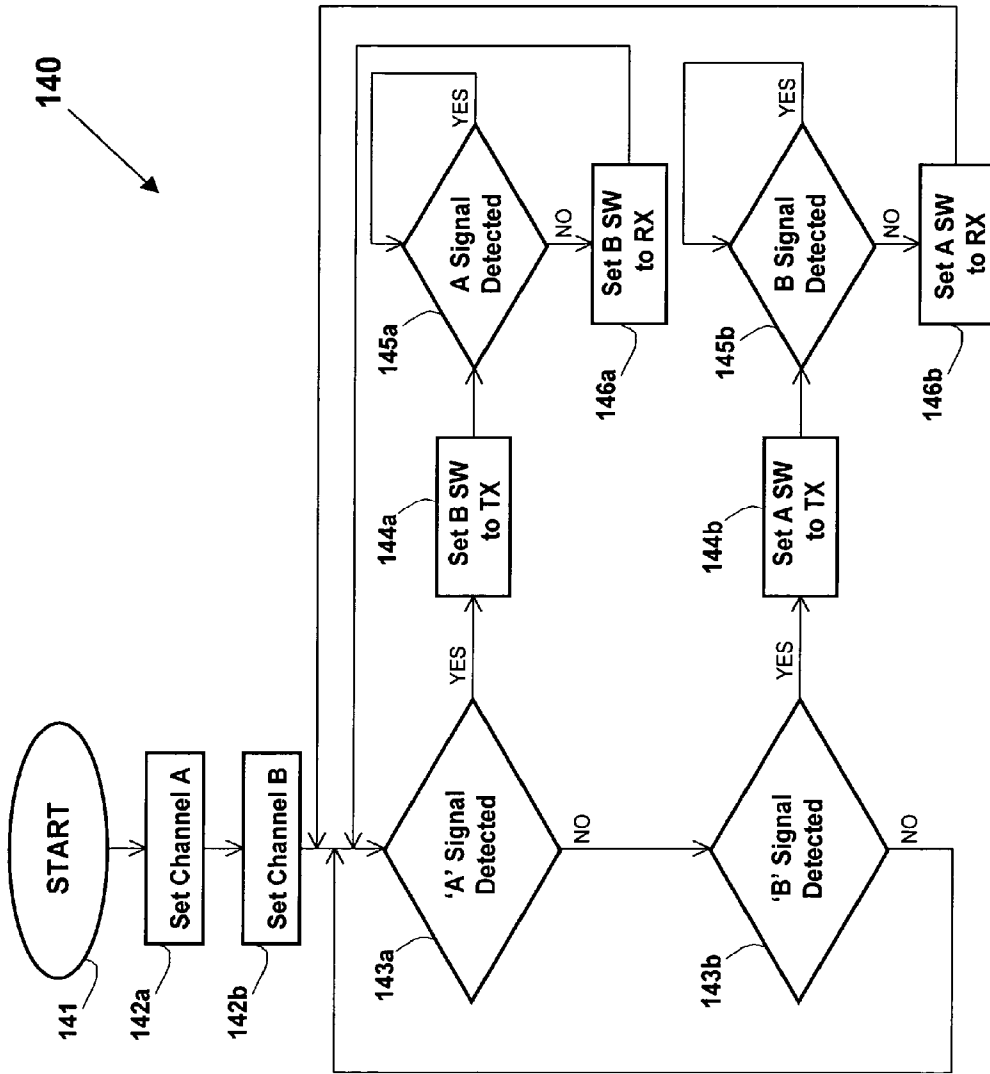 140
START
141
Set Channel A
142a
Set Channel B
142b
'A' Signal
Detected
143a
YES
NO
Set B SW
to TX
144a
A Signal
Detected
145a
YES
NO
Set B SW
to RX
146a
'B' Signal
Detected
143b
YES
NO
Set A SW
to TX
144b
B Signal
Detected
145b
YES
NO
Set A SW
to RX
146b